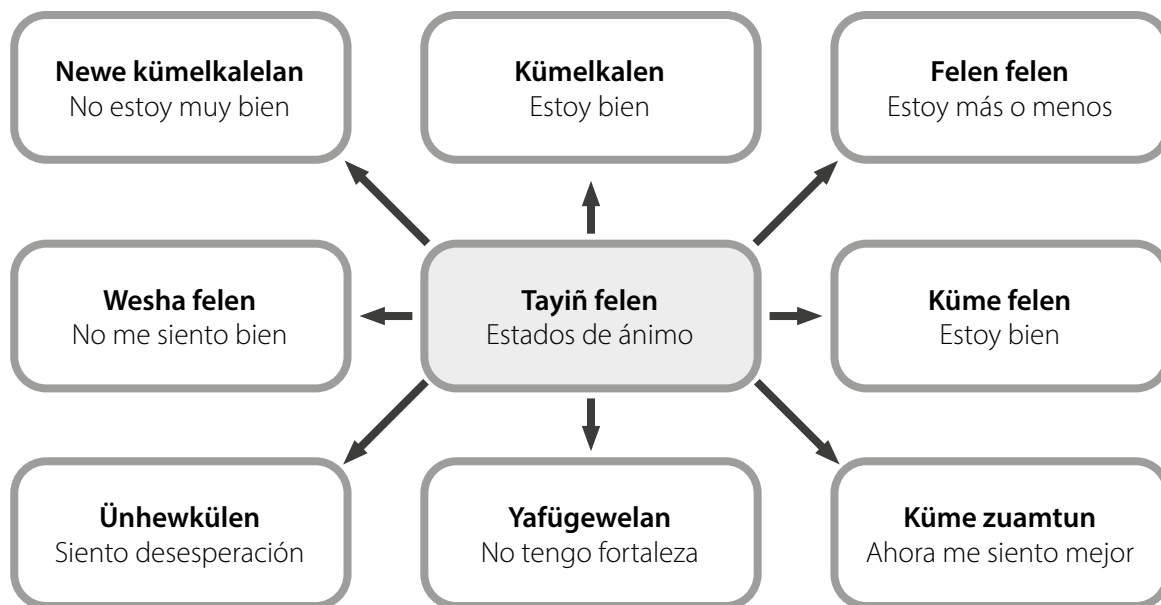 Newe kümelkalelan
No estoy muy bien
Kümelkalen
Estoy bien
Felen felen
Estoy más o menos
Wesha felen
No me siento bien
Tayiñ felen
Estados de ánimo
Küme felen
Estoy bien
Ünhewkülen
Siento desesperación
Yafügewelan
No tengo fortaleza
Küme zuamtun
Ahora me siento mejor